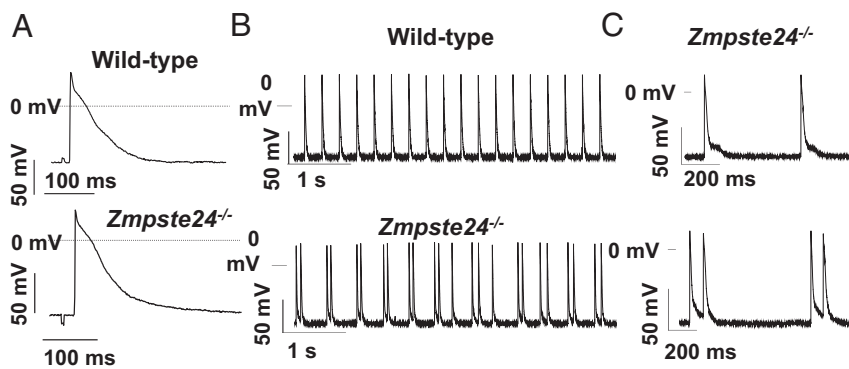 A
Wild-type
0 mV
50 mV
100 ms
Zmpste24-/-
0 mV
50 mV
100 ms
B
Wild-type
0
mV
50 mV
1 s
Zmpste24-/-
0
mV
50 mV
1 s
C
Zmpste24-/-
0 mV
50 mV
200 ms
0 mV
50 mV
200 ms